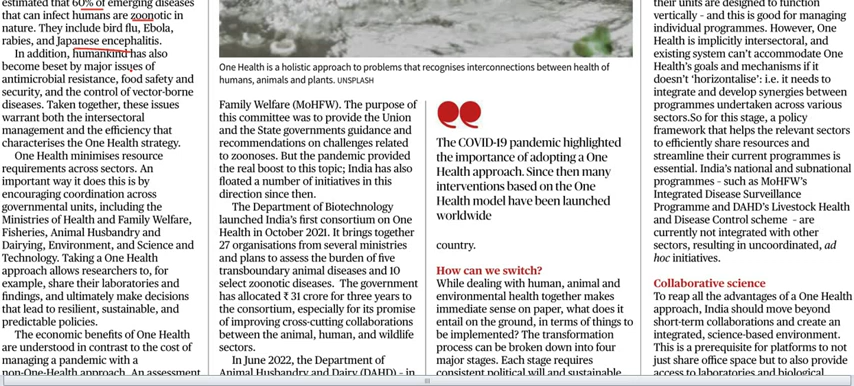 estimated that 60% of emerging diseases
that can infect humans are zoonotic in
nature. They include bird flu, Ebola,
rabies, and Japanese encephalitis.
In addition, humankind has also
become beset by major issues of
antimicrobial resistance, food safety and
security, and the control of vector-borne
diseases. Taken together, these issues
warrant both the intersectoral
management and the efficiency that
characterises the One Health strategy.
One Health minimises resource
requirements across sectors. An
important way it does this is by
encouraging coordination across
governmental units, including the
Ministries of Health and Family Welfare,
Fisheries, Animal Husbandry and
Dairying, Environment, and Science and
Technology. Taking a One Health
approach allows researchers to, for
example, share their laboratories and
findings, and ultimately make decisions
that lead to resilient, sustainable, and
predictable policies.
The economic benefits of One Health
are understood in contrast to the cost of
managing a pandemic with a
non-One-Health approach. An assessment
One Health is a holistic approach to problems that recognises interconnections between health of
humans, animals and plants. UNSPLASH
Family Welfare (MoHFW). The purpose of
this committee was to provide the Union
and the State governments guidance and
recommendations on challenges related
to zoonoses. But the pandemic provided
the real boost to this topic; India has also
floated a number of initiatives in this
direction since then.
The Department of Biotechnology
launched India's first consortium on One
Health in October 2021. It brings together
27 organisations from several ministries
and plans to assess the burden of five
transboundary animal diseases and 10
select zoonotic diseases. The government
has allocated ₹ 31 crore for three years to
the consortium, especially for its promise
of improving cross-cutting collaborations
between the animal, human, and wildlife
sectors.
In June 2022, the Department of
Animal Husbandry and Dairy (DAHD) – in
The COVID-19 pandemic highlighted
the importance of adopting a One
Health approach. Since then many
interventions based on the One
Health model have been launched
worldwide
country.
How can we switch?
While dealing with human, animal and
environmental health together makes
immediate sense on paper, what does it
entail on the ground, in terms of things to
be implemented? The transformation
process can be broken down into four
major stages. Each stage requires
consistent political will and sustainable
their units are designed to function
vertically – and this is good for managing
individual programmes. However, One
Health is implicitly intersectoral, and
existing system can't accommodate One
Health's goals and mechanisms if it
doesn't 'horizontalise': i.e. it needs to
integrate and develop synergies between
programmes undertaken across various
sectors.So for this stage, a policy
framework that helps the relevant sectors
to efficiently share resources and
streamline their current programmes is
essential. India's national and subnational
programmes – such as MoHFW's
Integrated Disease Surveillance
Programme and DAHD's Livestock Health
and Disease Control scheme – are
currently not integrated with other
sectors, resulting in uncoordinated, ad
hoc initiatives.
Collaborative science
To reap all the advantages of a One Health
approach, India should move beyond
short-term collaborations and create an
integrated, science-based environment.
This is a prerequisite for platforms to not
just share office space but to also provide
access to laboratories and biological